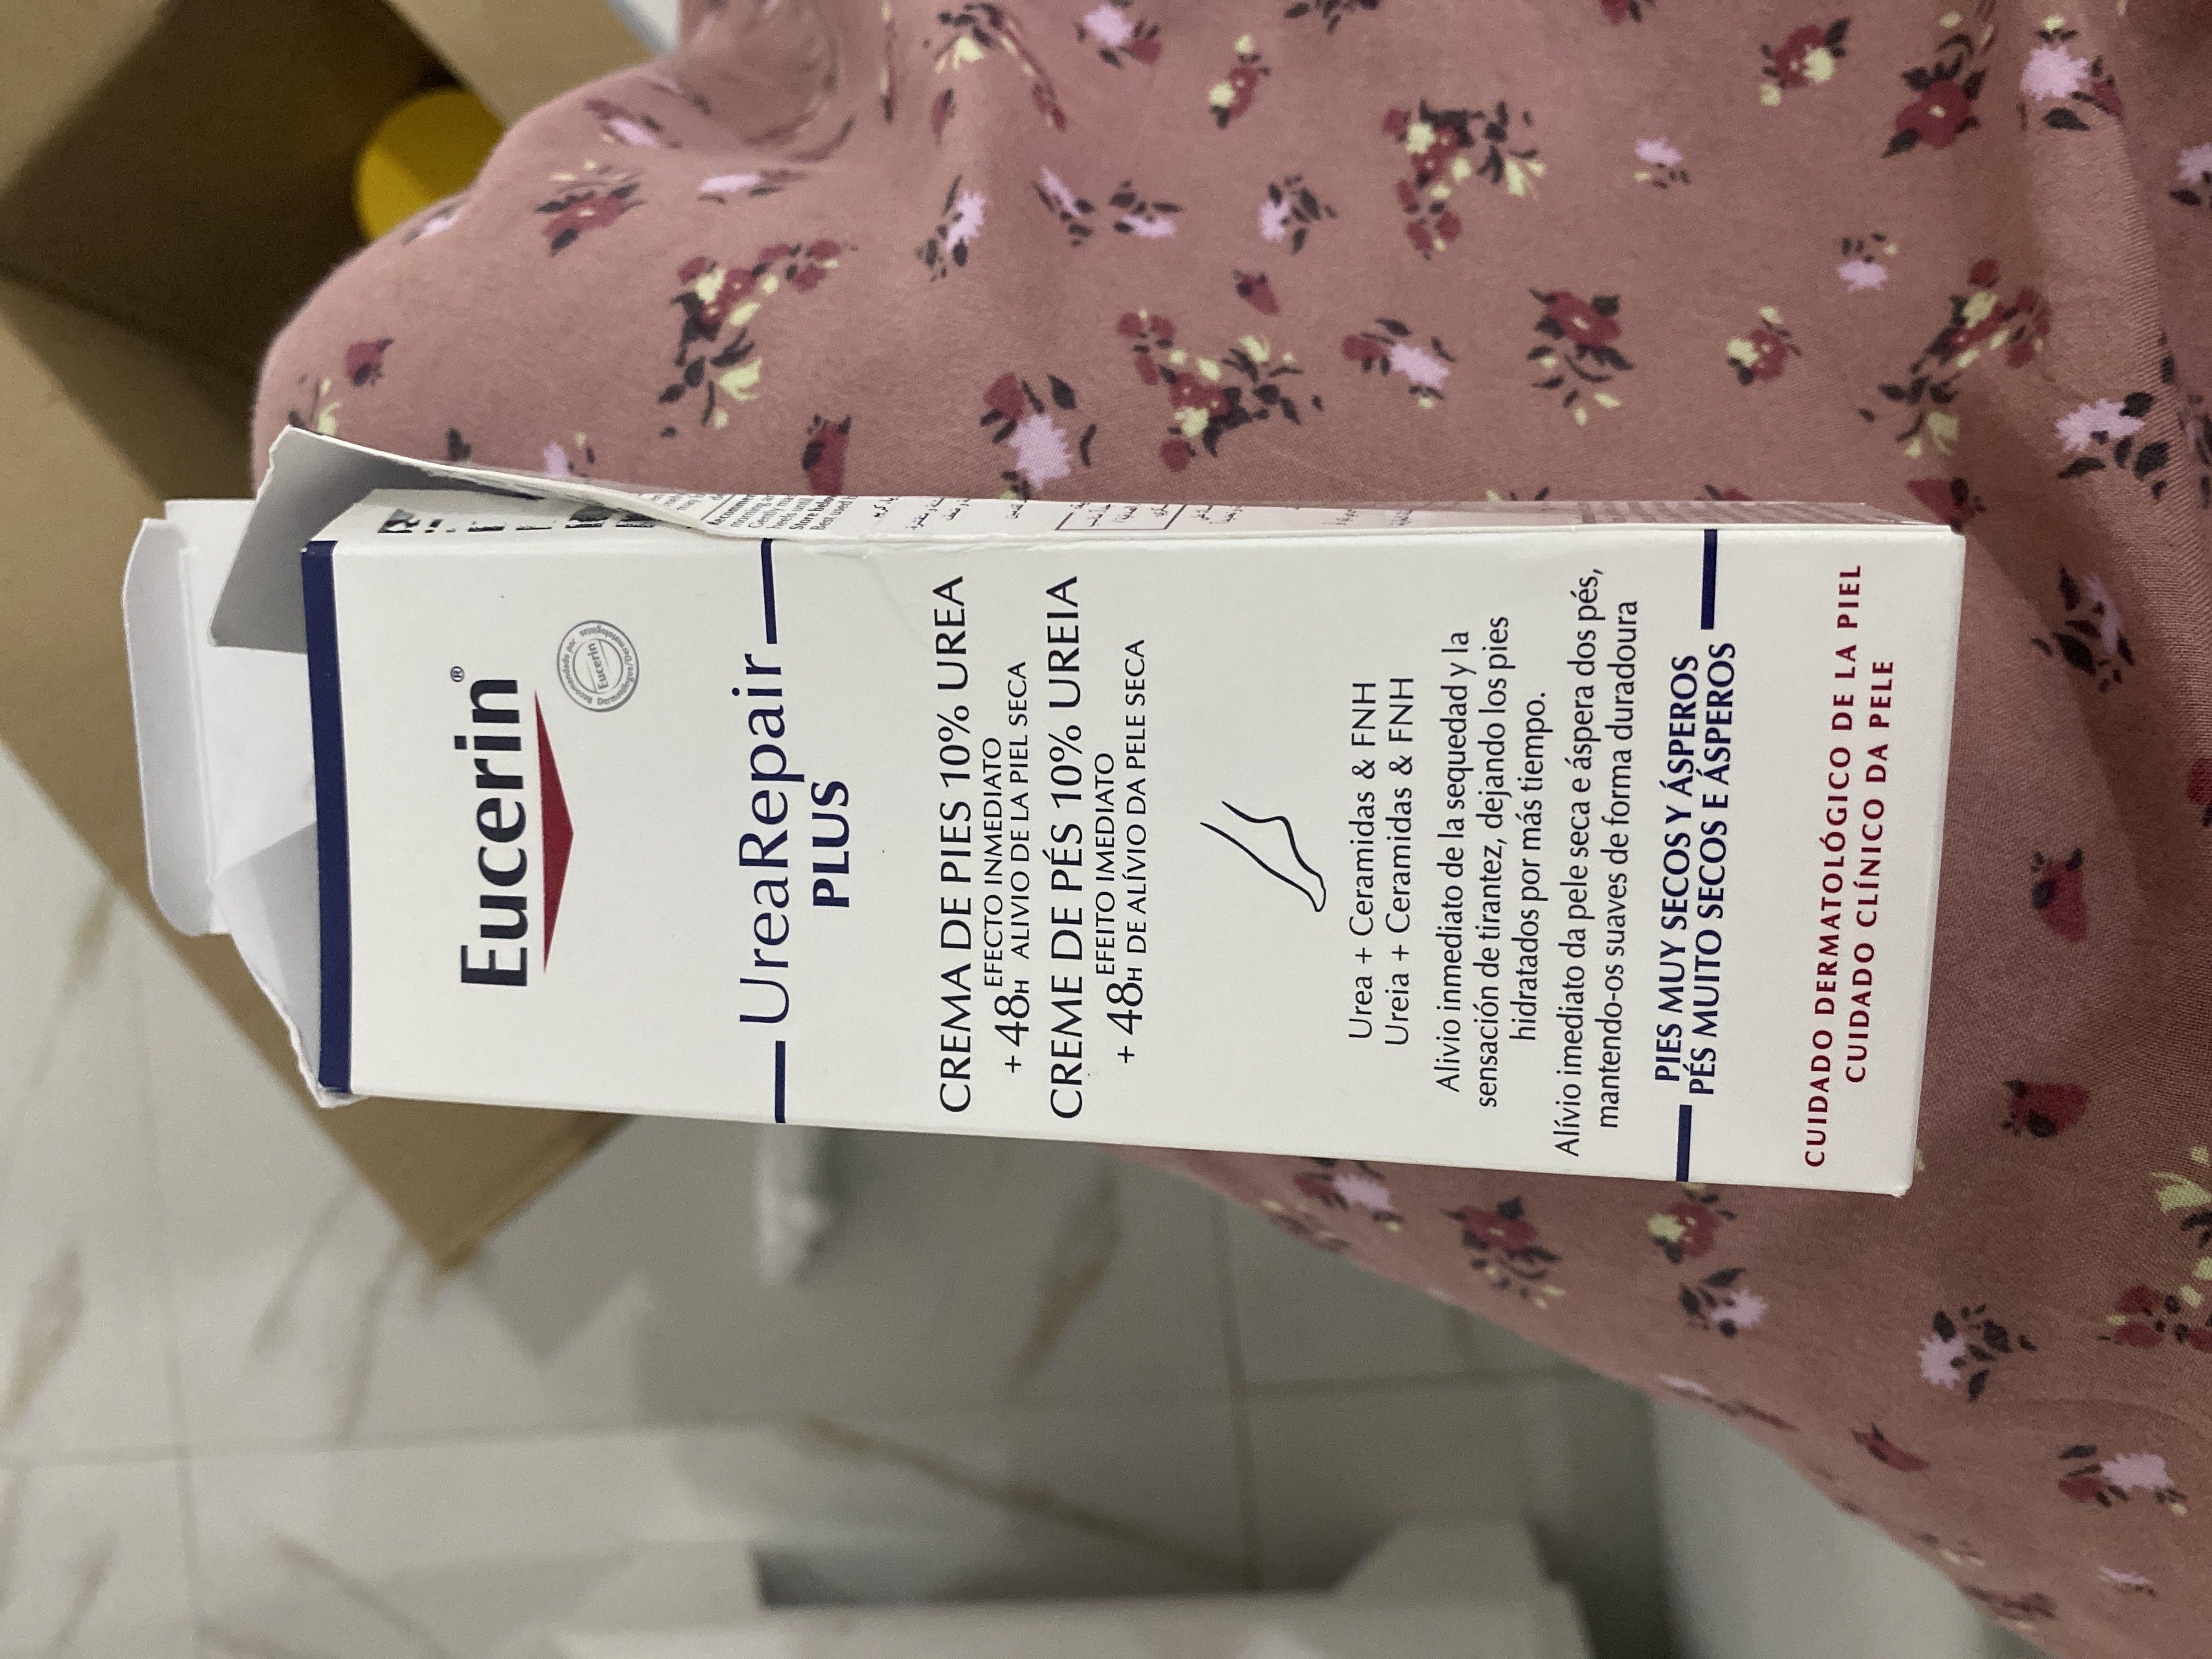 Eucerin®
Recomendado por
Eucerin
Dermatologistas
UreaRepair
PLUS
CREMA DE PIES 10% UREA
EFECTO INMEDIATO
+ 48H ALIVIO DE LA PIEL SECA
CREME DE PÉS 10% UREIA
EFEITO IMEDIATO
+ 48H DE ALÍVIO DA PELE SECA
Urea + Ceramidas & FNH
Ureia + Ceramidas & FNH
Alivio inmediato de la sequedad y la
sensación de tirantez, dejando los pies
hidratados por más tiempo.
Alívio imediato da pele seca e áspera dos pés,
mantendo-os suaves de forma duradoura
PIES MUY SECOS Y ÁSPEROS
PÉS MUITO SECOS E ÁSPEROS
CUIDADO DERMATOLÓGICO DE LA PIEL
CUIDADO CLÍNICO DA PELE